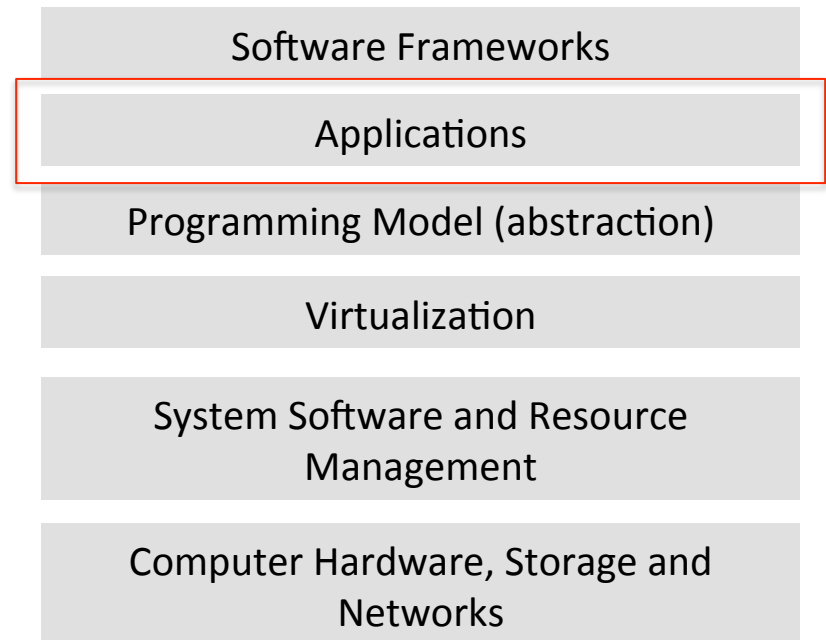 Software Frameworks
Applications
Programming Model (abstraction)
Virtualization
System Software and Resource
Management
Computer Hardware, Storage and
Networks